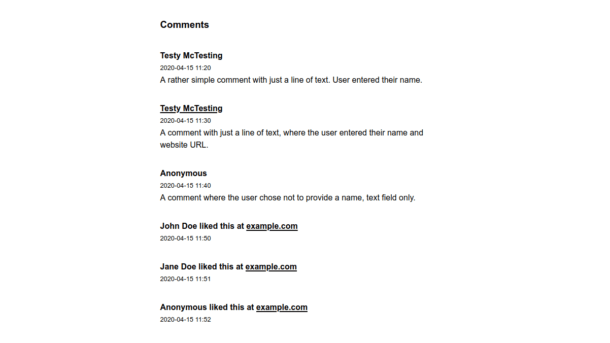 Comments
Testy McTesting
2020-04-15 11:20
A rather simple comment with just a line of text. User entered their name.
Testy McTesting
2020-04-15 11:30
A comment with just a line of text, where the user entered their name and
website URL.
Anonymous
2020-04-15 11:40
A comment where the user chose not to provide a name, text field only.
John Doe liked this at example.com
2020-04-15 11:50
Jane Doe liked this at example.com
2020-04-15 11:51
Anonymous liked this at example.com
2020-04-15 11:52